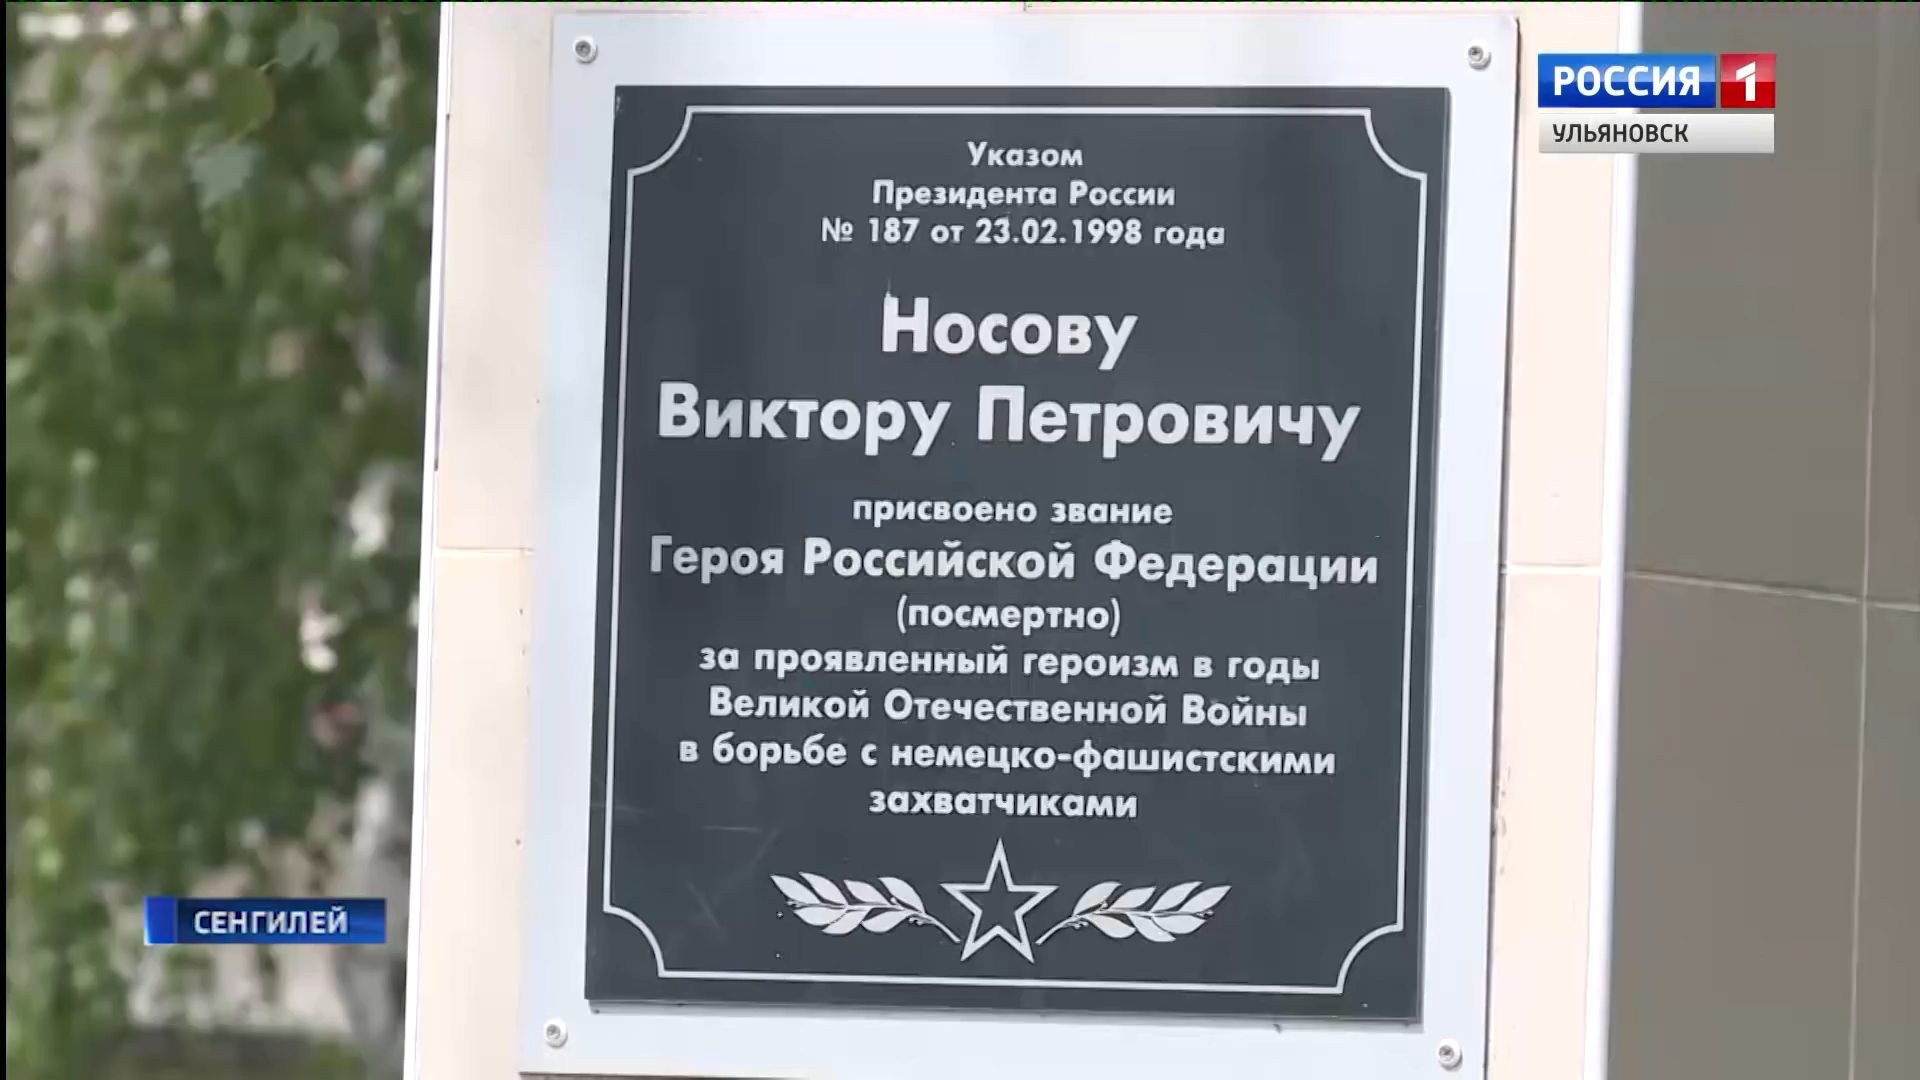 РОССИЯ 1
УЛЬЯНОВСК
Указом
Президента России
№ 187 от 23.02.1998 года
Носову
Виктору Петровичу
присвоено звание
Героя Российской Федерации
(посмертно)
за проявленный героизм в годы
Великой Отечественной Войны
в борьбе с немецко-фашистскими
захватчиками
СЕНГИЛЕЙ